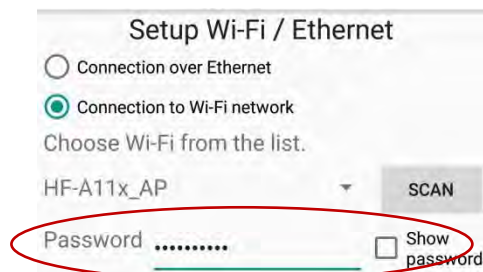 Setup Wi-Fi / Ethernet
Connection over Ethernet
Connection to Wi-Fi network
Choose Wi-Fi from the list.
HF-A11x_AP SCAN
Password •••••••••• Show
password